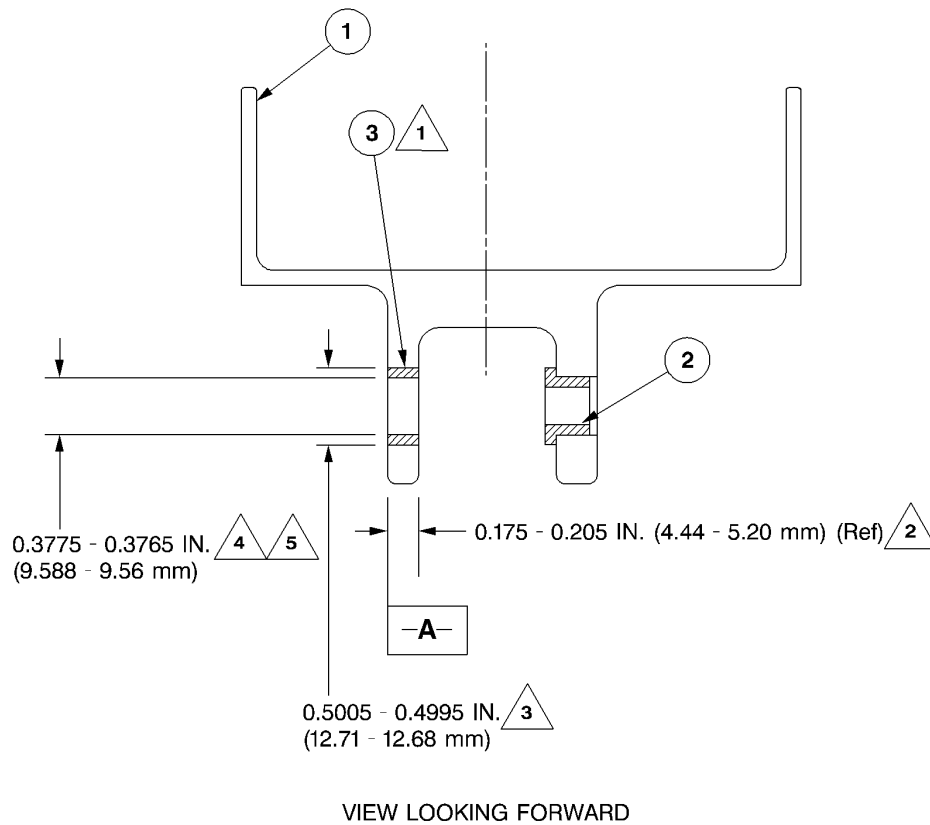 1
3 1
2
0.3775 - 0.3765 IN. 4 5
(9.588 - 9.56 mm)
0.175 - 0.205 IN. (4.44 - 5.20 mm) (Ref) 2
-A-
0.5005 - 0.4995 IN. 3
(12.71 - 12.68 mm)
VIEW LOOKING FORWARD